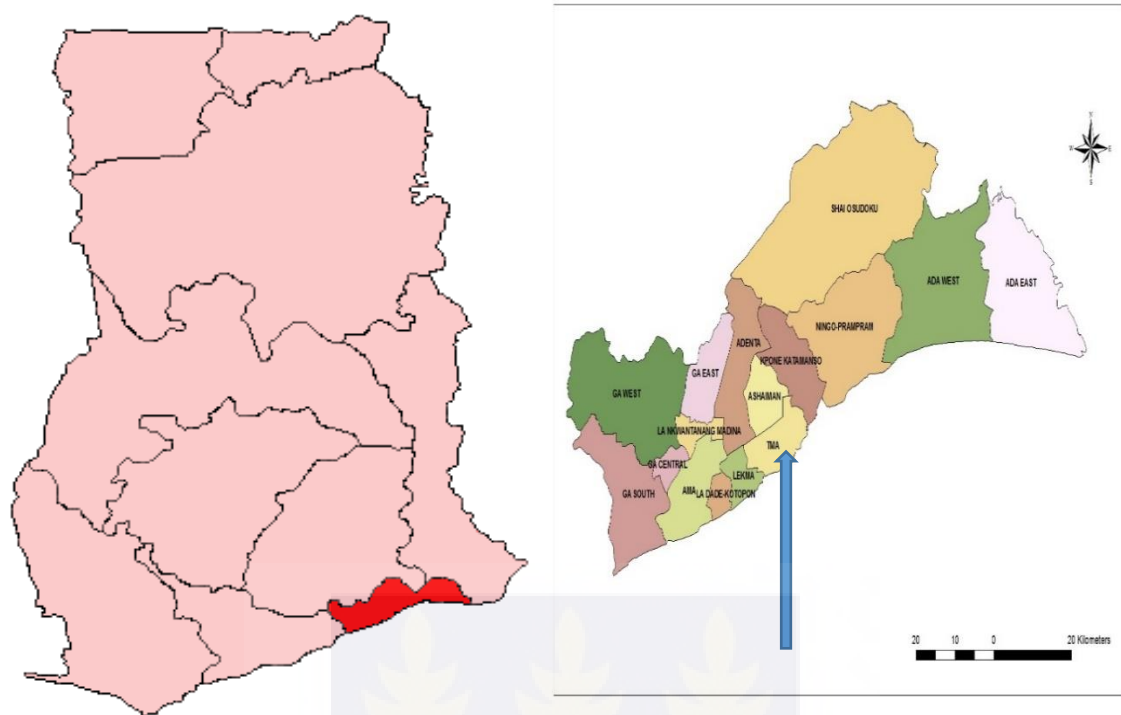 N
W
E
S
SHAI OSUDOKU
ADA WEST
ADA EAST
NINGO-PRAMPRAM
ADENTA
KPONE KATAMANSO
GA EAST
GA WEST
ASHAIMAN
LA NKWANTANANG MADINA
TMA
GA CENTRAL
LEKMA
GA SOUTH
AMA
LA DADE-KOTOPON
20 10 0 20 Kilometers